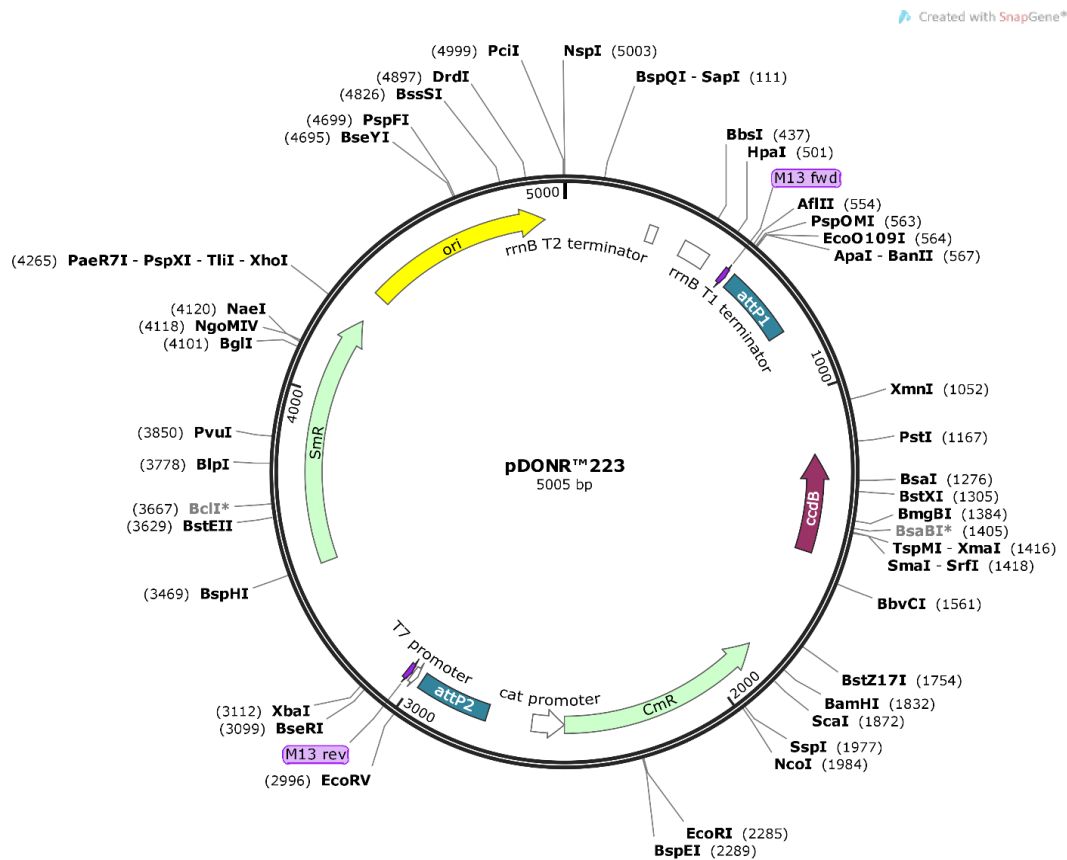 Created with SnapGene®
(4999) PciI
NspI (5003)
(4897) DrdI
BspQI - SapI (111)
(4826) BssSI
(4699) PspFI
(4695) BseYI
BbsI (437)
HpaI (501)
M13 fwd
AflII (554)
PspOMI (563)
EcoO109I (564)
ApaI - BanII (567)
5000
ori
rrnB T2 terminator
rrnB T1 terminator
attP1
(4265) PaeR7I - PspXI - TliI - XhoI
(4120) NaeI
(4118) NgoMIV
(4101) BglI
1000
4000
XmnI (1052)
(3850) PvuI
PstI (1167)
SmR
(3778) BlpI
pDONR™223
5005 bp
ccdB
BsaI (1276)
BstXI (1305)
(3667) BclI*
BmgBI (1384)
(3629) BstEII
BsaBI* (1405)
TspMI - XmaI (1416)
SmaI - SrfI (1418)
(3469) BspHI
BbvCI (1561)
T7 promoter
attP2
cat promoter
CmR
2000
3000
BstZ17I (1754)
BamHI (1832)
(3112) XbaI
ScaI (1872)
(3099) BseRI
SspI (1977)
M13 rev
NcoI (1984)
(2996) EcoRV
EcoRI (2285)
BspEI (2289)